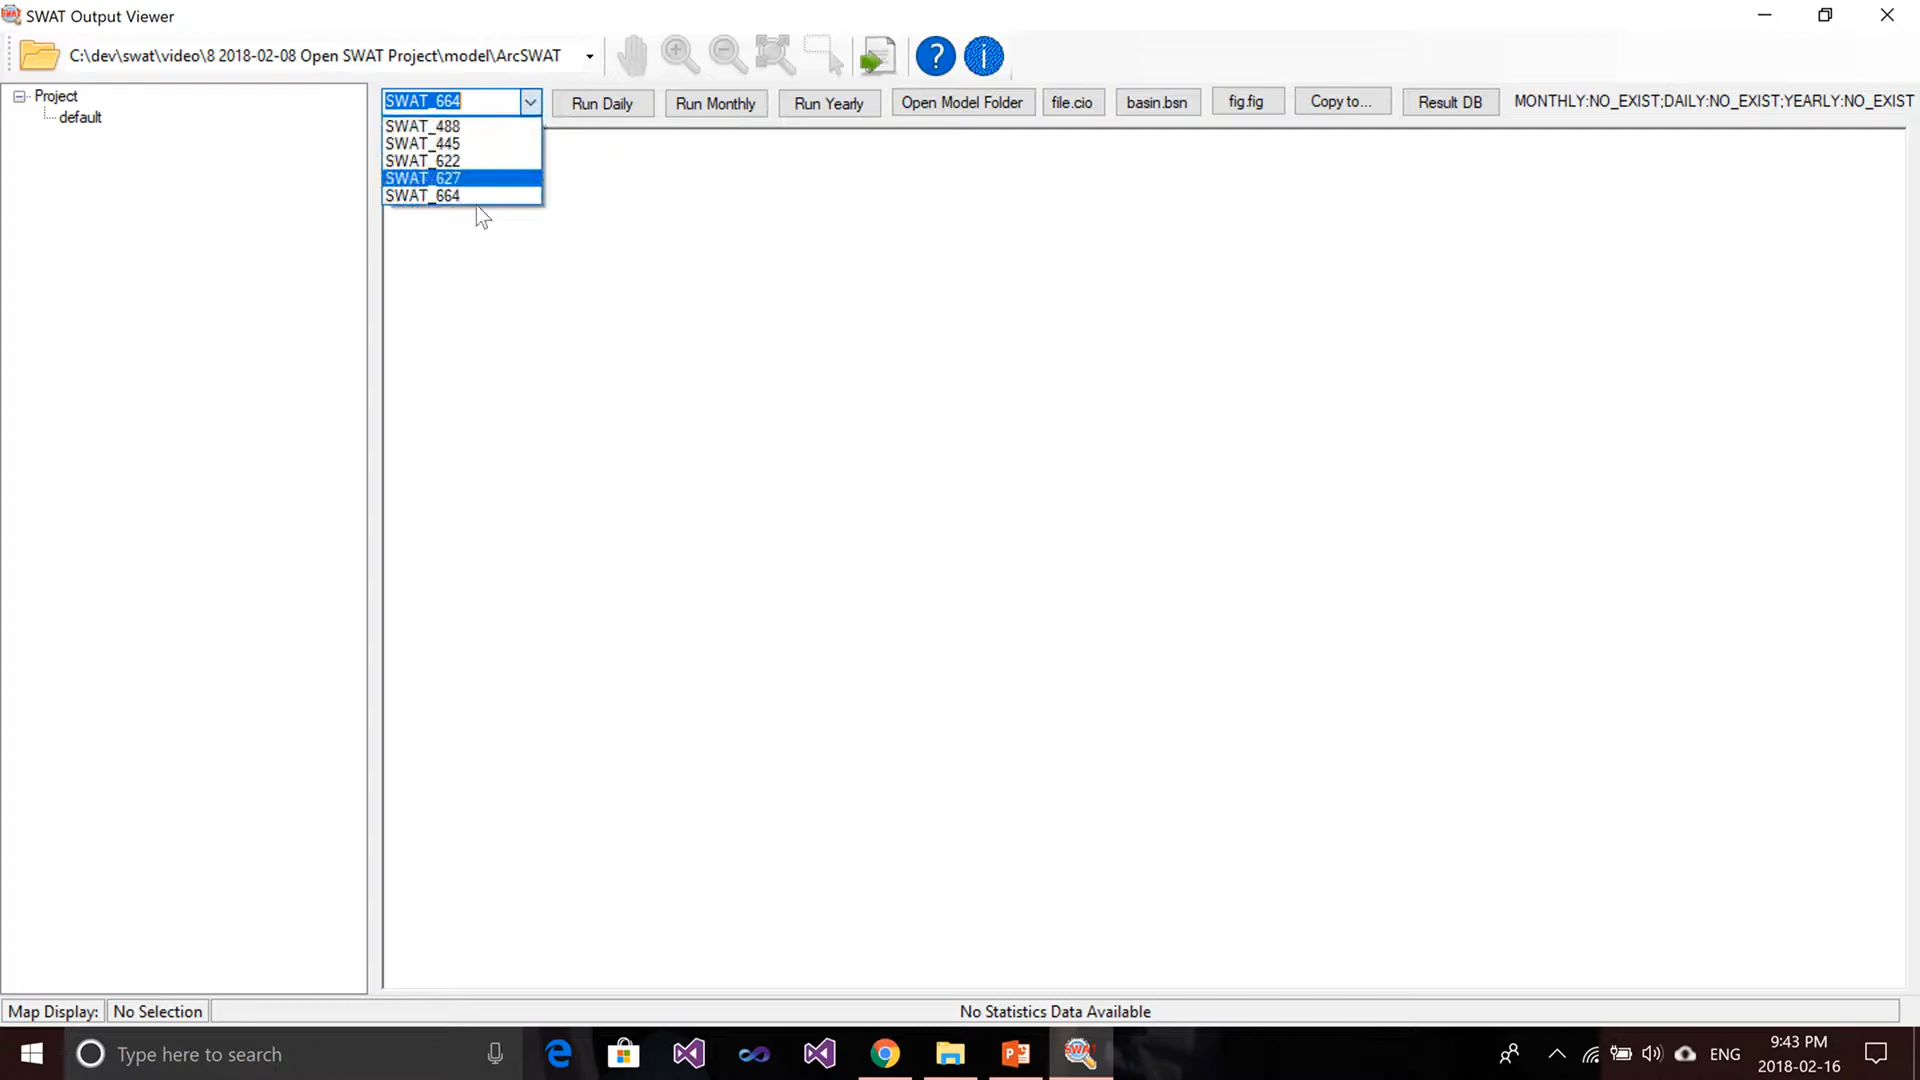 SWAT Output Viewer
C:\dev\swat\video\8 2018-02-08 Open SWAT Project\model\ArcSWAT
Project
default
SWAT_664
Run Daily
Run Monthly
Run Yearly
Open Model Folder
file.cio
basin.bsn
fig.fig
Copy to...
Result DB
MONTHLY:NO_EXIST;DAILY:NO_EXIST;YEARLY:NO_EXIST
SWAT_488
SWAT_445
SWAT_622
SWAT_627
SWAT_664
Map Display:
No Selection
No Statistics Data Available
Type here to search
ENG
9:43 PM
2018-02-16